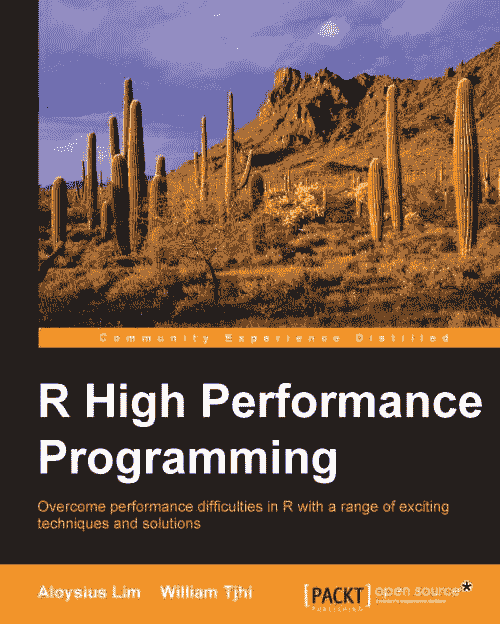 Community Experience Distilled
R High Performance
Programming
Overcome performance difficulties in R with a range of exciting
techniques and solutions
Aloysius Lim    William Tjhi
[PACKT] open source*
PUBLISHING